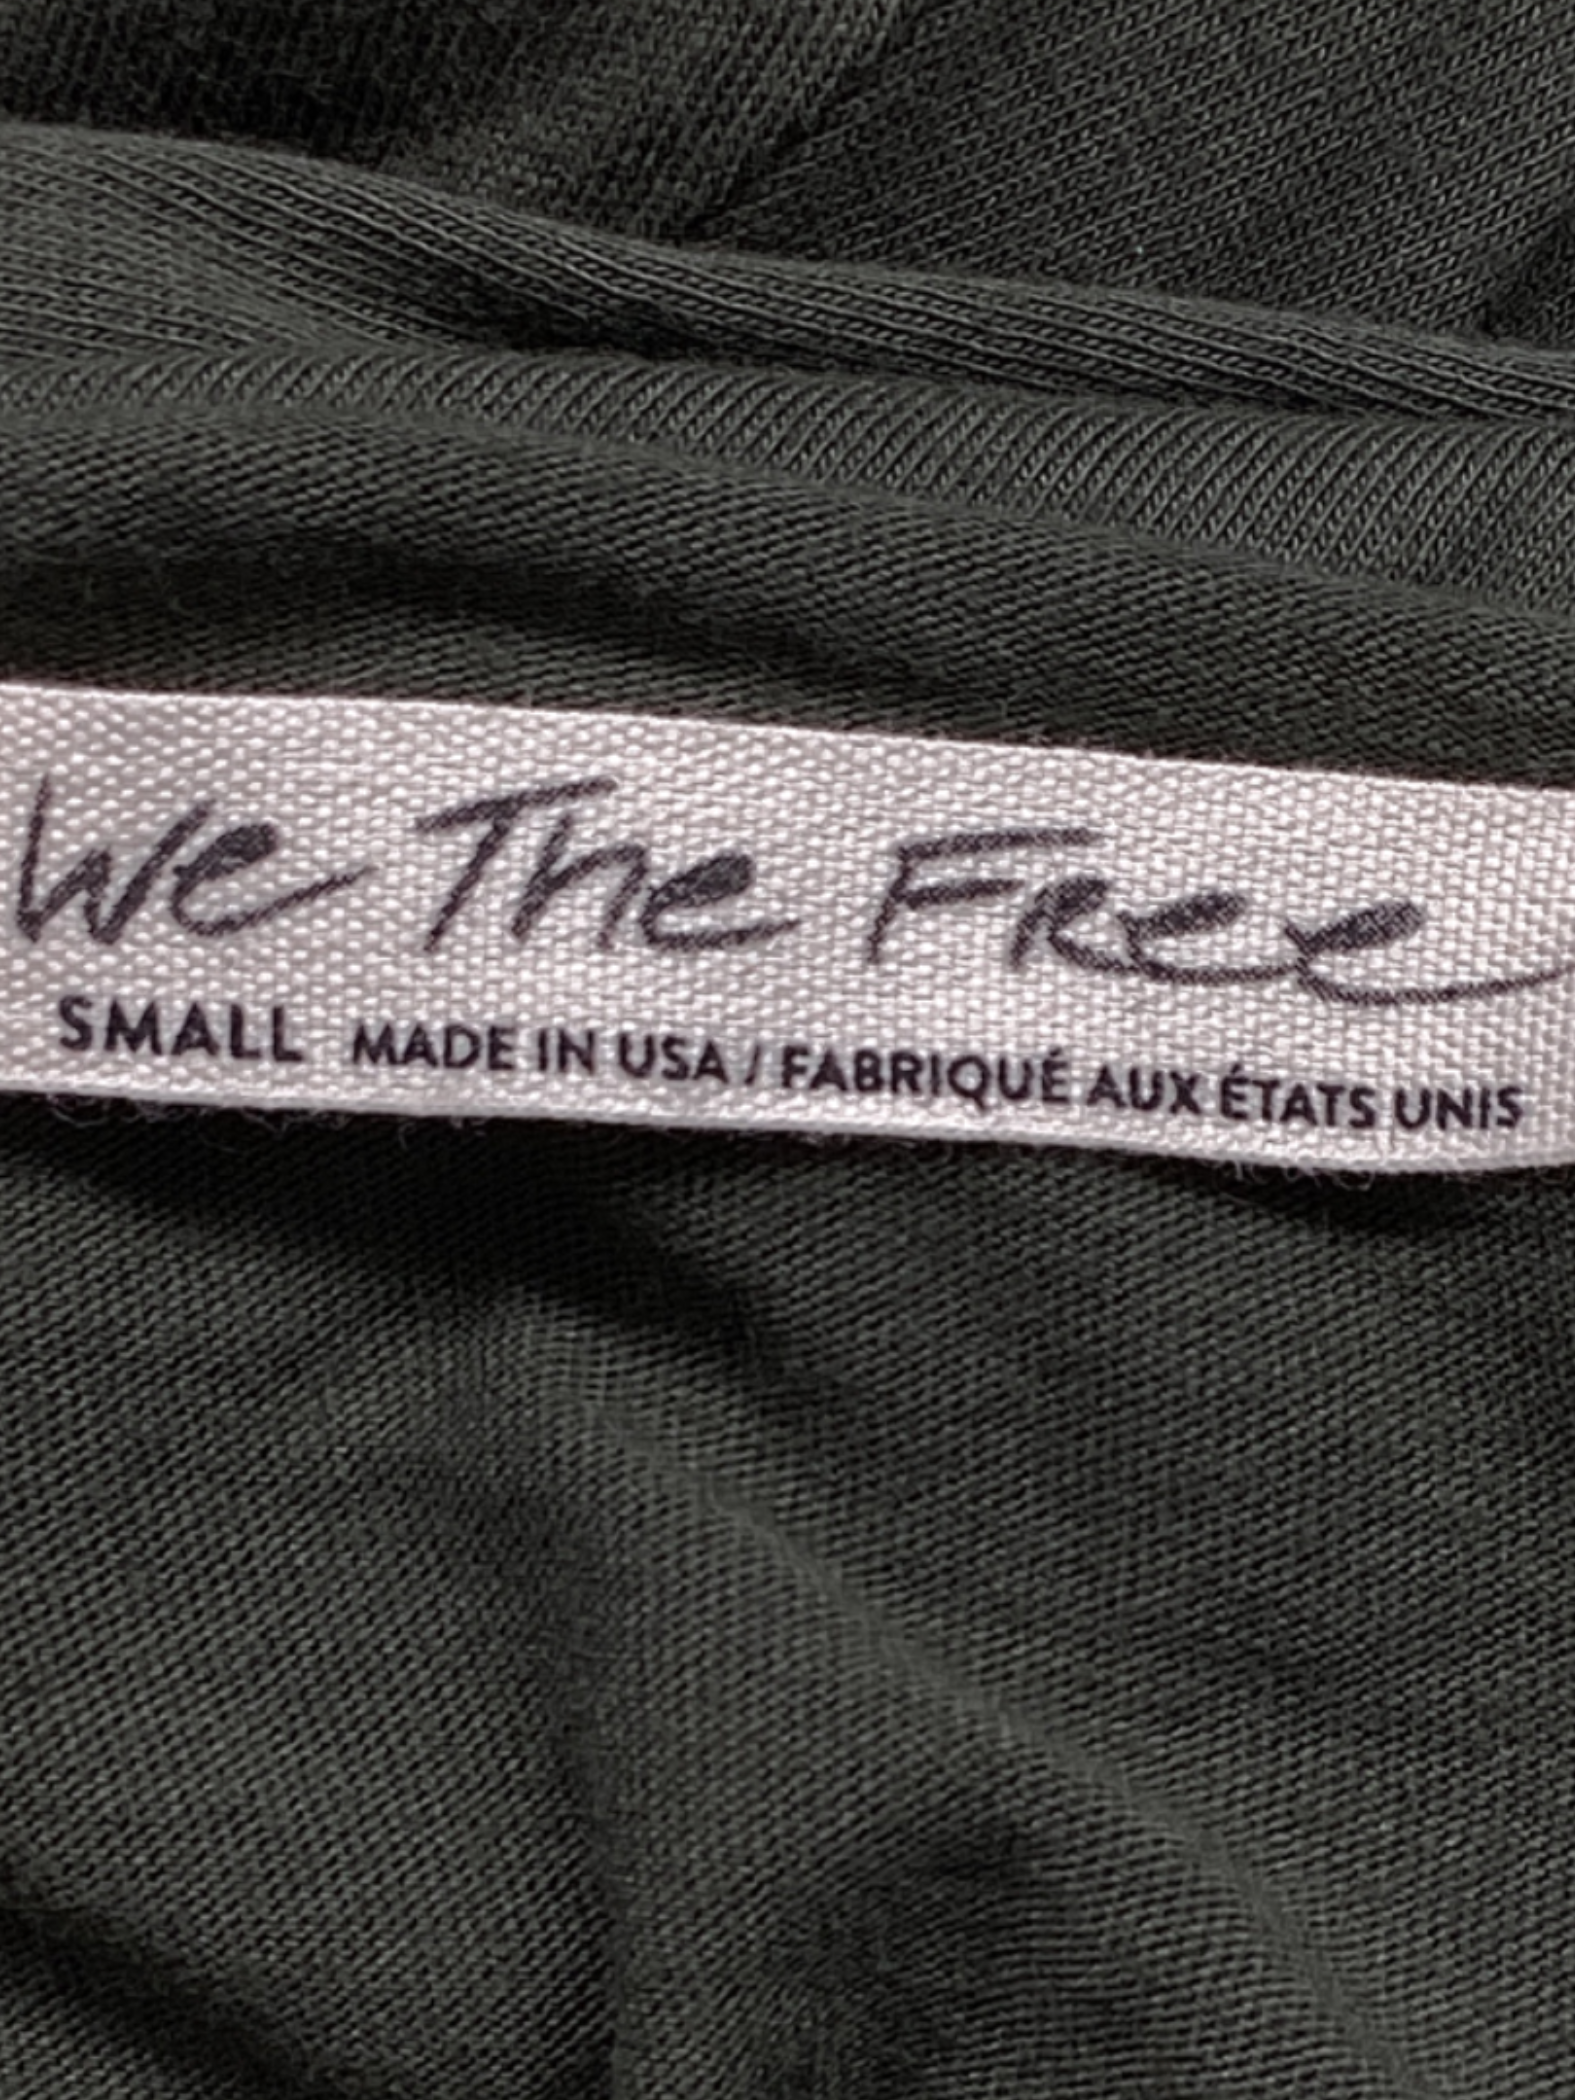 We The Free
SMALL MADE IN USA / FABRIQUÉ AUX ÉTATS UNIS